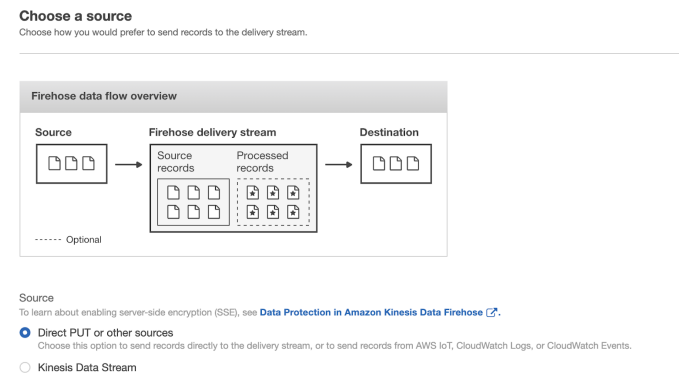 Choose a source
Choose how you would prefer to send records to the delivery stream.
Firehose data flow overview
Source
Firehose delivery stream
Destination
Source records
Processed records
------ Optional
Source
To learn about enabling server-side encryption (SSE), see Data Protection in Amazon Kinesis Data Firehose.
Direct PUT or other sources
Choose this option to send records directly to the delivery stream, or to send records from AWS IoT, CloudWatch Logs, or CloudWatch Events.
Kinesis Data Stream